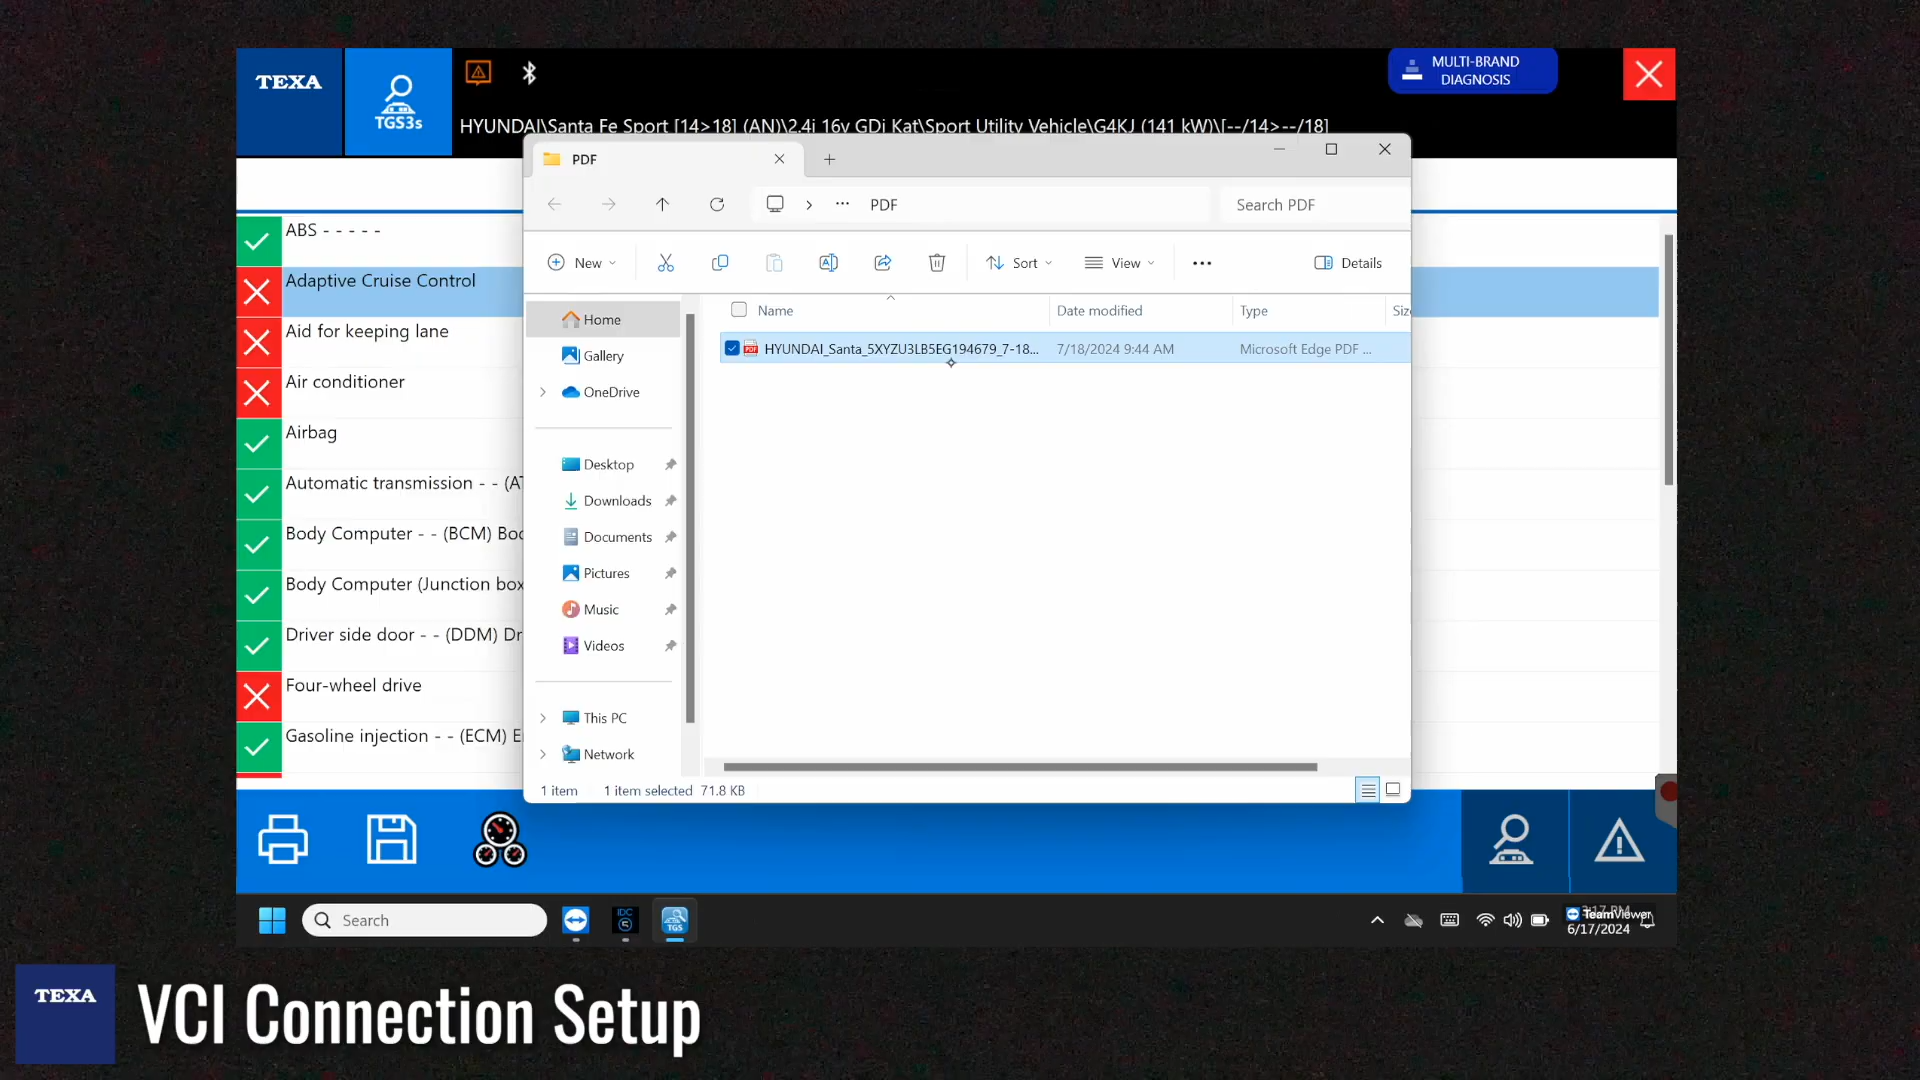 TEXA
TGS3s
MULTI-BRAND
DIAGNOSIS
HYUNDAI\Santa Fe Sport [14>18] (AN)\2.4i 16v GDi Kat\Sport Utility Vehicle\G4KJ (141 kW)\[--/14>--/18]
ABS - - - - -
Adaptive Cruise Control
Aid for keeping lane
Air conditioner
Airbag
Automatic transmission - - (AT
Body Computer - - (BCM) Boo
Body Computer (Junction box
Driver side door - - (DDM) Dr
Four-wheel drive
Gasoline injection - - (ECM) E
PDF
PDF
Search PDF
New
Sort
View
Details
Home
Gallery
OneDrive
Desktop
Downloads
Documents
Pictures
Music
Videos
This PC
Network
Name
Date modified
Type
Size
HYUNDAI_Santa_5XYZU3LB5EG194679_7-18...
7/18/2024 9:44 AM
Microsoft Edge PDF ...
1 item
1 item selected 71.8 KB
Search
IDC
TGS
TeamViewer
6/17/2024
TEXA
VCI Connection Setup